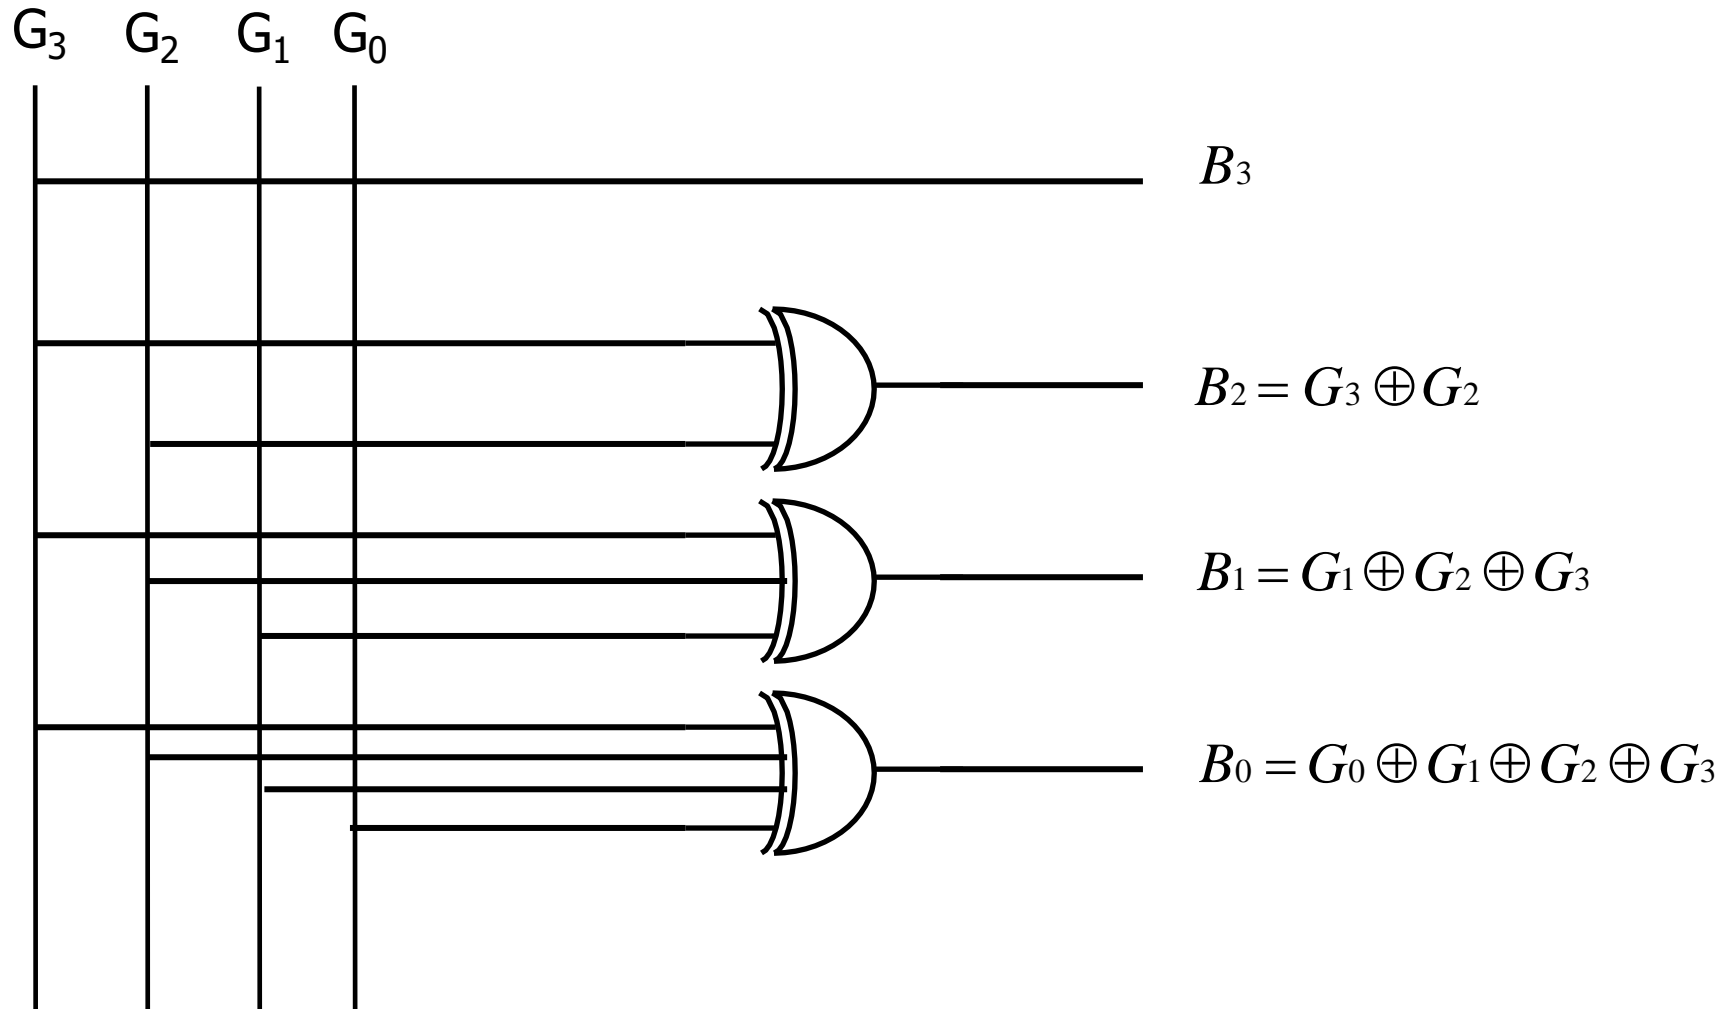 G₃ G₂ G₁ G₀
B₃
B₂ = G₃ ⊕ G₂
B₁ = G₁ ⊕ G₂ ⊕ G₃
B₀ = G₀ ⊕ G₁ ⊕ G₂ ⊕ G₃